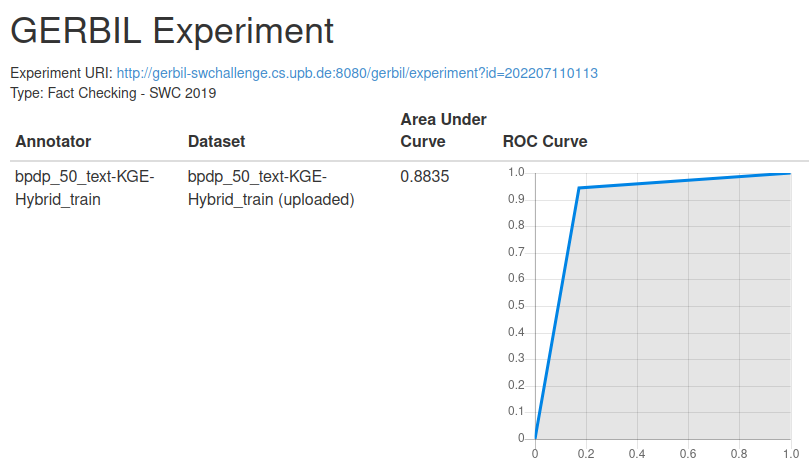 GERBIL Experiment
Experiment URI: http://gerbil-swchallenge.cs.upb.de:8080/gerbil/experiment?id=202207110113
Type: Fact Checking - SWC 2019
Annotator
Dataset
Area Under
Curve
ROC Curve
bpdp_50_text-KGE-
Hybrid_train
bpdp_50_text-KGE-
Hybrid_train (uploaded)
0.8835
1.0
0.9
0.8
0.7
0.6
0.5
0.4
0.3
0.2
0.1
0
0
0.2
0.4
0.6
0.8
1.0